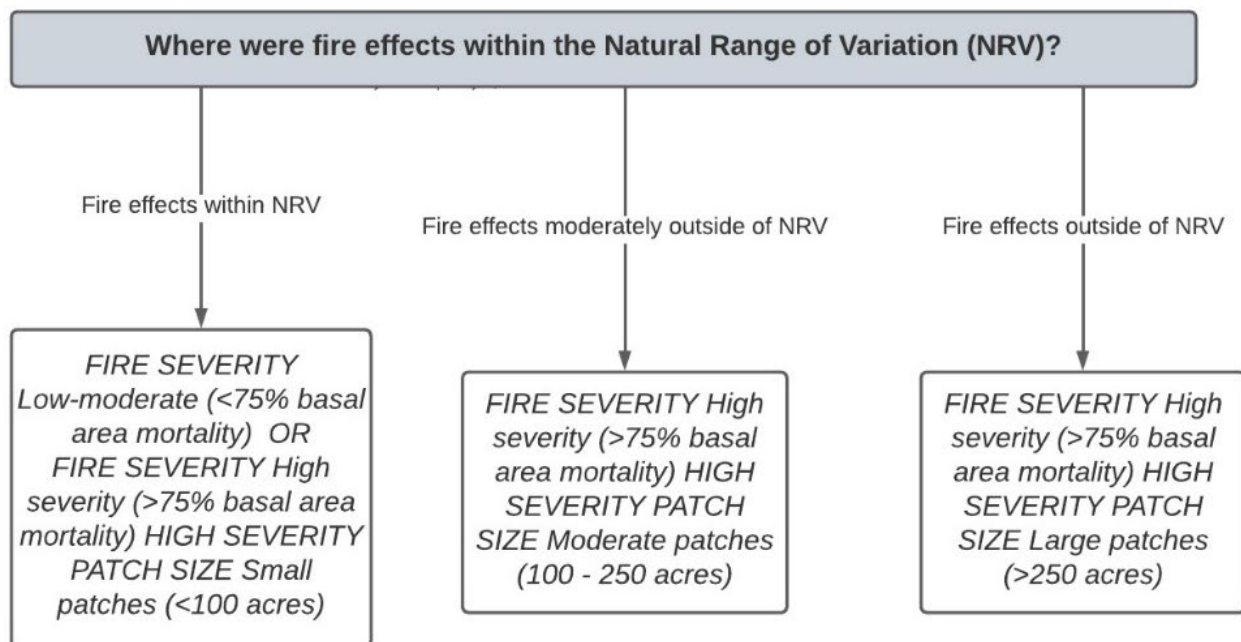 Where were fire effects within the Natural Range of Variation (NRV)?
Fire effects within NRV
Fire effects moderately outside of NRV
Fire effects outside of NRV
FIRE SEVERITY
Low-moderate (<75% basal
area mortality) OR
FIRE SEVERITY High
severity (>75% basal area
mortality) HIGH SEVERITY
PATCH SIZE Small
patches (<100 acres)
FIRE SEVERITY High
severity (>75% basal
area mortality) HIGH
SEVERITY PATCH
SIZE Moderate patches
(100 - 250 acres)
FIRE SEVERITY High
severity (>75% basal
area mortality) HIGH
SEVERITY PATCH
SIZE Large patches
(>250 acres)